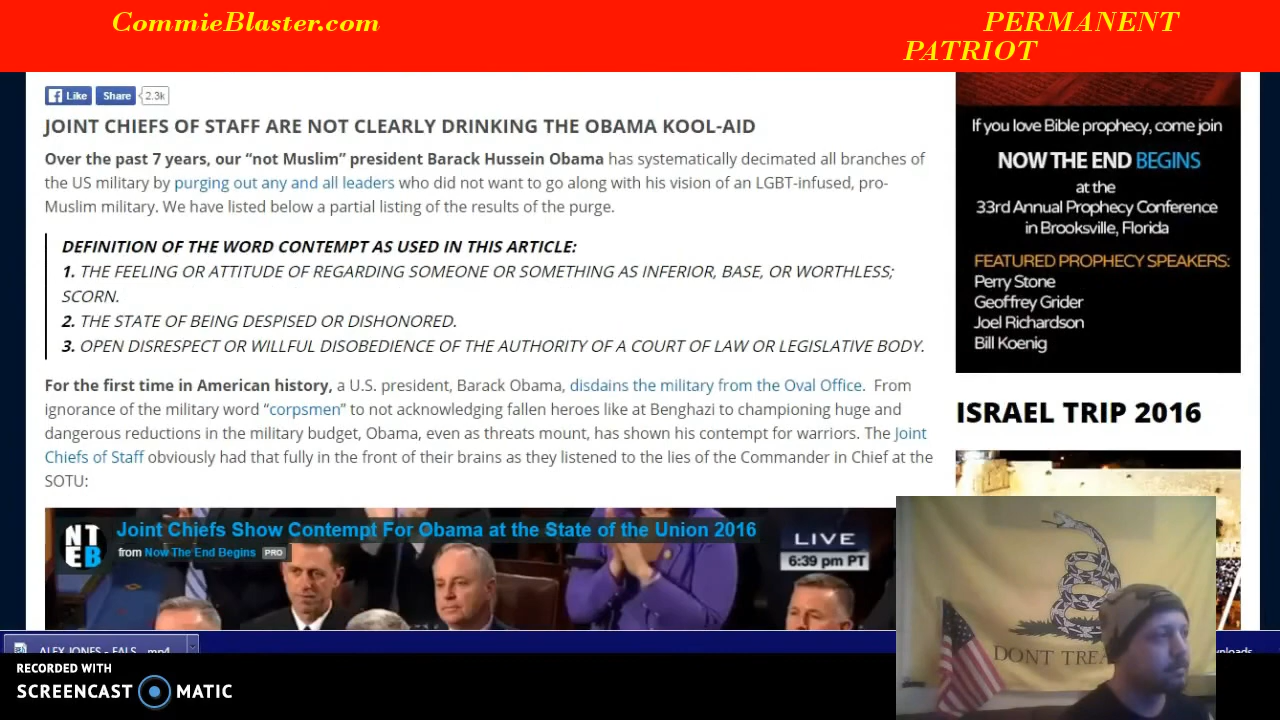 CommieBlaster.com
PERMANENT
PATRIOT
Like Share 2.3k
JOINT CHIEFS OF STAFF ARE NOT CLEARLY DRINKING THE OBAMA KOOL-AID
Over the past 7 years, our “not Muslim” president Barack Hussein Obama has systematically decimated all branches of
the US military by purging out any and all leaders who did not want to go along with his vision of an LGBT-infused, pro-
Muslim military. We have listed below a partial listing of the results of the purge.
DEFINITION OF THE WORD CONTEMPT AS USED IN THIS ARTICLE:
1. THE FEELING OR ATTITUDE OF REGARDING SOMEONE OR SOMETHING AS INFERIOR, BASE, OR WORTHLESS;
SCORN.
2. THE STATE OF BEING DESPISED OR DISHONORED.
3. OPEN DISRESPECT OR WILLFUL DISOBEDIENCE OF THE AUTHORITY OF A COURT OF LAW OR LEGISLATIVE BODY.
For the first time in American history, a U.S. president, Barack Obama, disdains the military from the Oval Office. From
ignorance of the military word “corpsmen” to not acknowledging fallen heroes like at Benghazi to championing huge and
dangerous reductions in the military budget, Obama, even as threats mount, has shown his contempt for warriors. The Joint
Chiefs of Staff obviously had that fully in the front of their brains as they listened to the lies of the Commander in Chief at the
SOTU:
NT
EB
Joint Chiefs Show Contempt For Obama at the State of the Union 2016
from Now The End Begins PRO
LIVE
6:39 pm PT
If you love Bible prophecy, come join
NOW THE END BEGINS
at the
33rd Annual Prophecy Conference
in Brooksville, Florida
FEATURED PROPHECY SPEAKERS:
Perry Stone
Geoffrey Grider
Joel Richardson
Bill Koenig
ISRAEL TRIP 2016
DONT TREA
ALEX JONES - FALS....mp4
RECORDED WITH
SCREENCAST MATIC